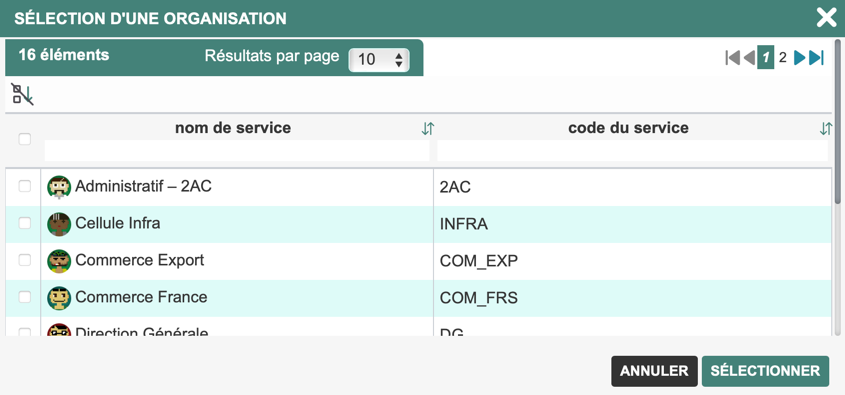 SÉLECTION D'UNE ORGANISATION
16 éléments Résultats par page 10 1 2
nom de service code du service
Administratif – 2AC 2AC
Cellule Infra INFRA
Commerce Export COM_EXP
Commerce France COM_FRS
Direction Générale DG
ANNULER SÉLECTIONNER